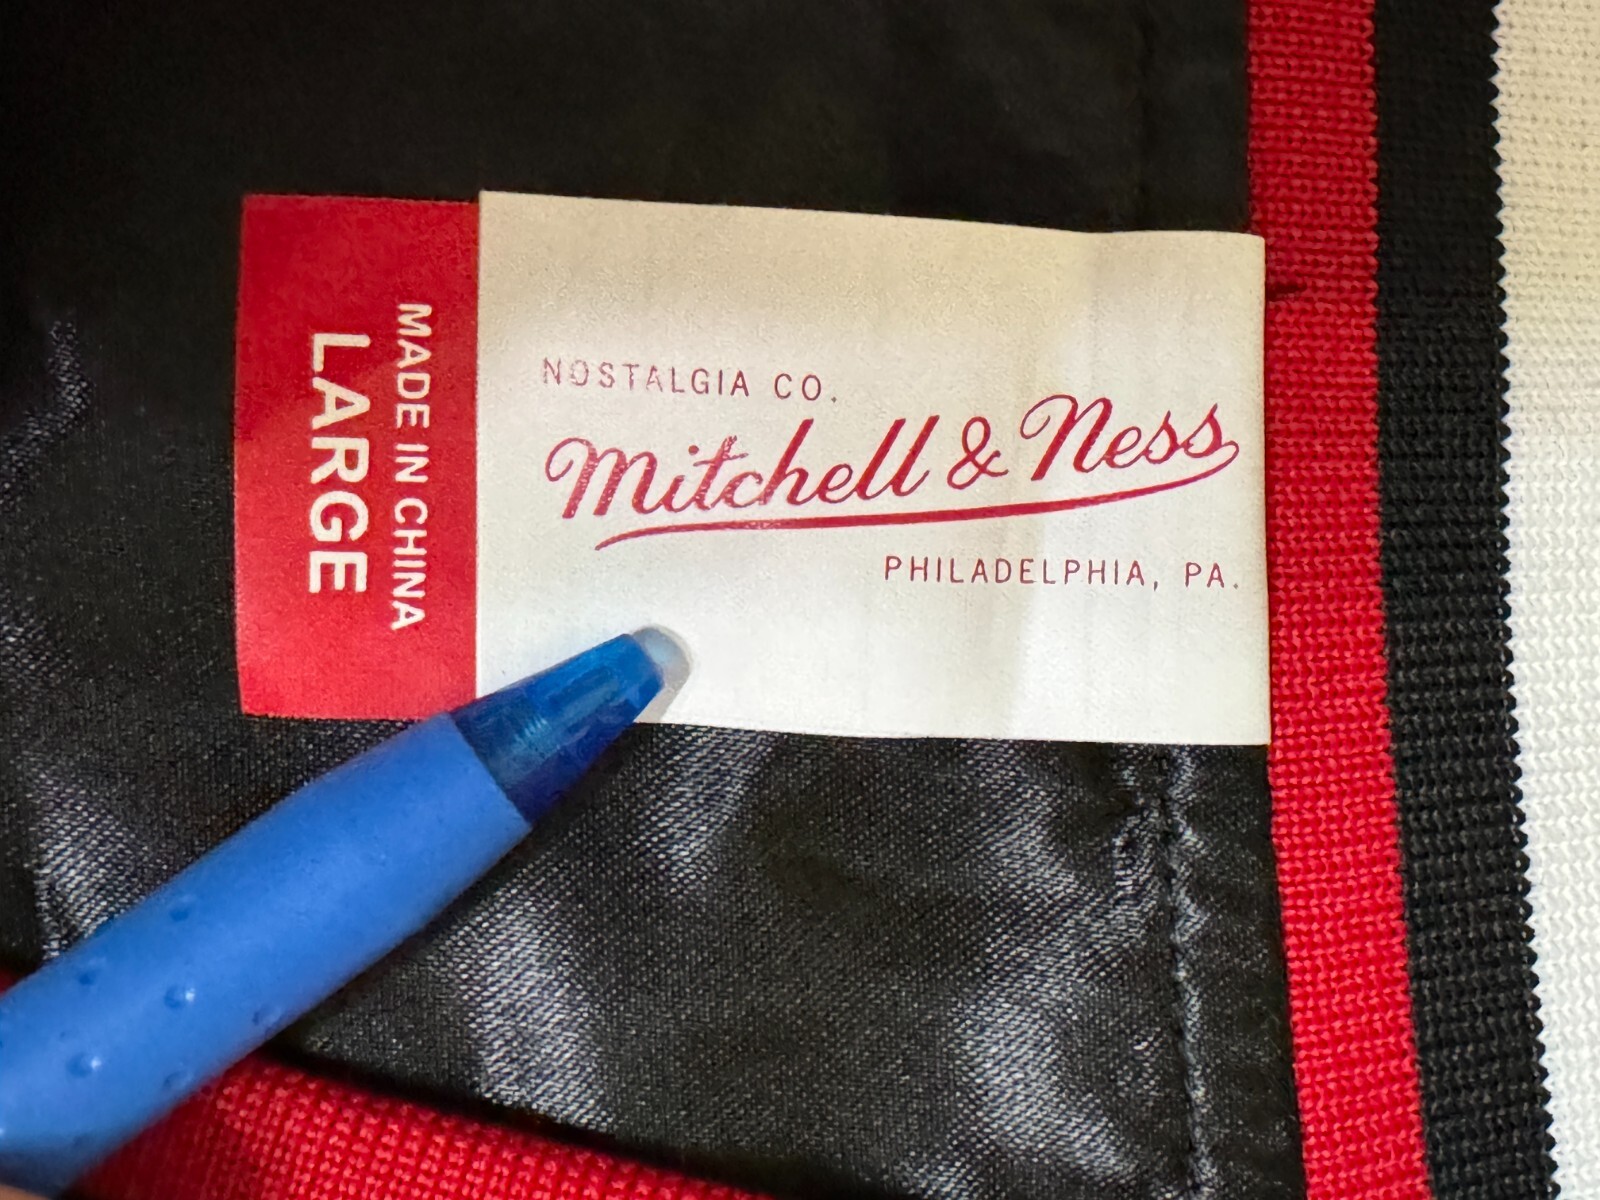 NOSTALGIA CO.
Mitchell & Ness
PHILADELPHIA, PA.
MADE IN CHINA
LARGE